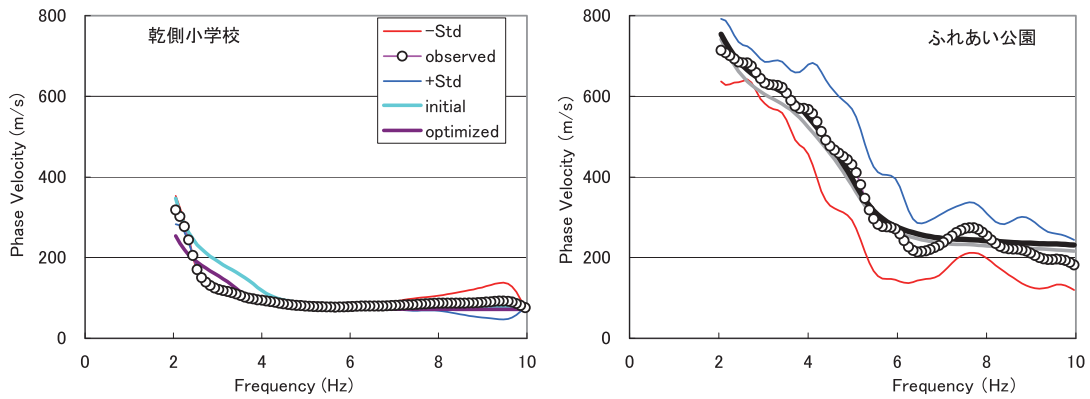 乾側小学校
-Std
observed
+Std
initial
optimized
800
600
400
200
0
0 2 4 6 8 10
Phase Velocity (m/s)
Frequency (Hz)
ふれあい公園
800
600
400
200
0
0 2 4 6 8 10
Phase Velocity (m/s)
Frequency (Hz)